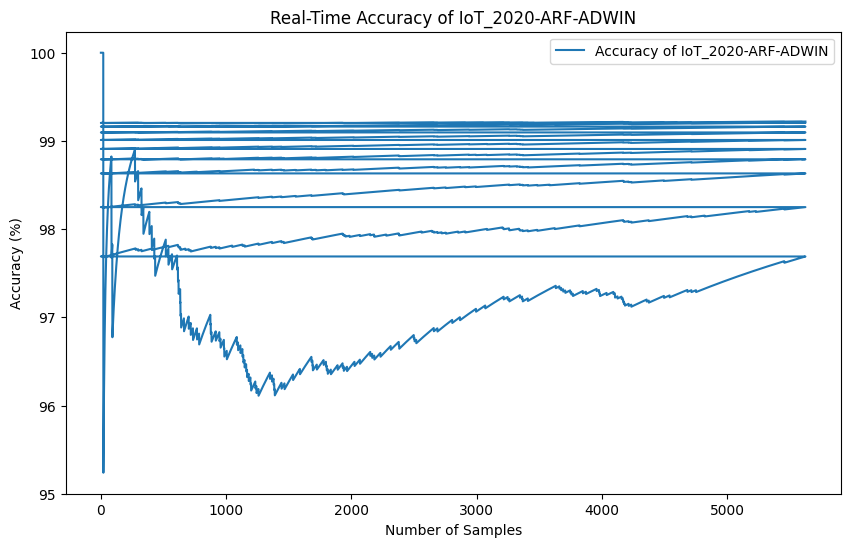 Real-Time Accuracy of IoT_2020-ARF-ADWIN
Accuracy of IoT_2020-ARF-ADWIN
100
99
98
97
96
95
Accuracy (%)
0 1000 2000 3000 4000 5000
Number of Samples